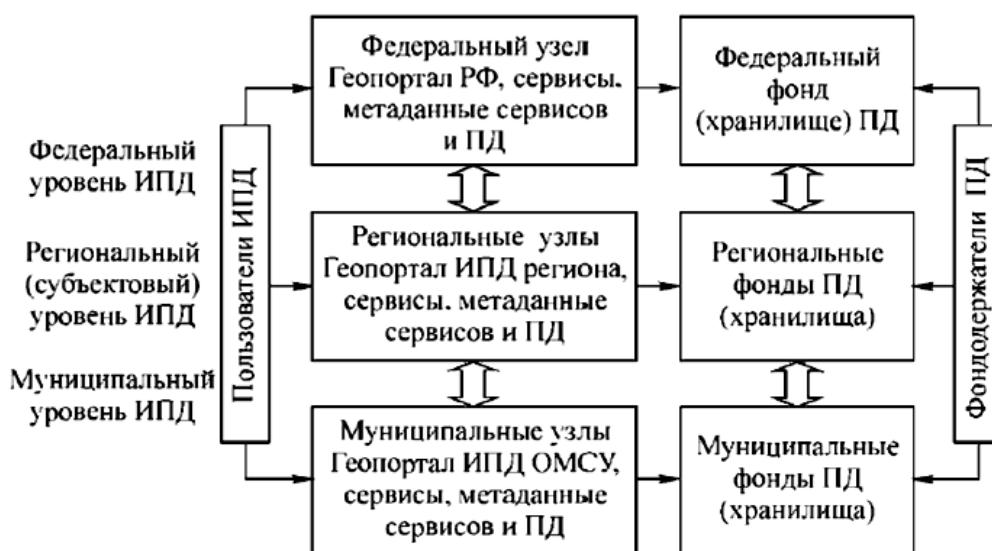 Федеральный
уровень ИПД
Региональный
(субъектовый)
уровень ИПД
Муниципальный
уровень ИПД
Пользователи ИПД
Федеральный узел
Геопортал РФ, сервисы.
метаданные сервисов
и ПД
Региональные узлы
Геопортал ИПД региона,
сервисы. метаданные
сервисов и ПД
Муниципальные узлы
Геопортал ИПД ОМСУ,
сервисы, метаданные
сервисов и ПД
Федеральный
фонд
(хранилище) ПД
Региональные
фонды ПД
(хранилища)
Муниципальные
фонды ПД
(хранилища)
Фондодержатели ПД